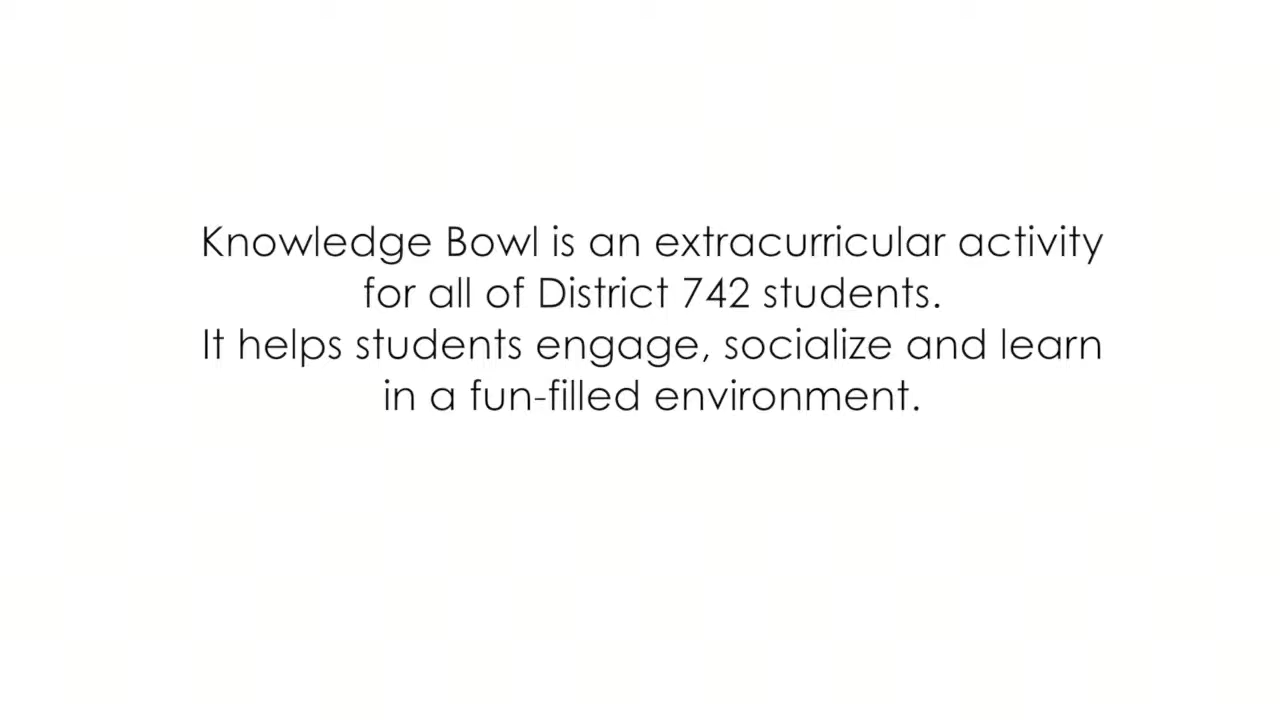 Knowledge Bowl is an extracurricular activity
for all of District 742 students.
It helps students engage, socialize and learn
in a fun-filled environment.